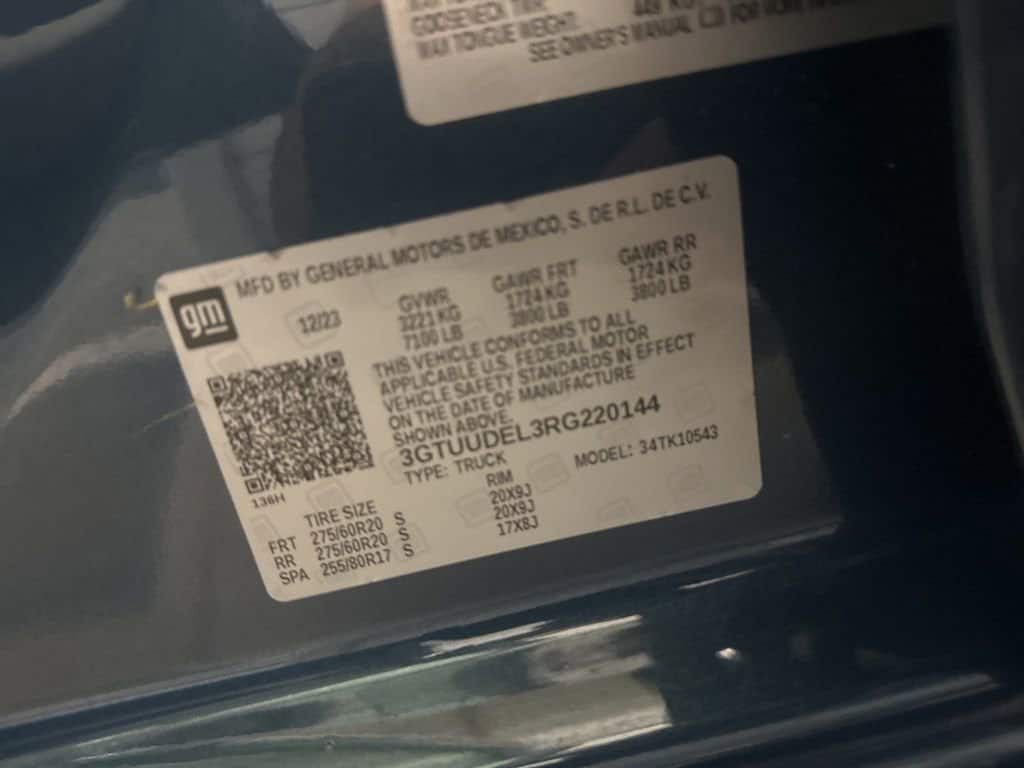 GOOSENECK
MAX TONGUE WEIGHT:
SEE OWNER'S MANUAL FOR MORE
MFD BY GENERAL MOTORS DE MEXICO, S. DE R.L. DE C.V.
gm
12/23
GVWR GAWR FRT GAWR RR
3221 KG 1724 KG 1724 KG
7100 LB 3800 LB 3800 LB
THIS VEHICLE CONFORMS TO ALL
APPLICABLE U.S. FEDERAL MOTOR
VEHICLE SAFETY STANDARDS IN EFFECT
ON THE DATE OF MANUFACTURE
SHOWN ABOVE.
3GTUUDEL3RG220144
TYPE: TRUCK MODEL: 34TK10543
138H
TIRE SIZE RIM
FRT 275/60R20 S 20X9J
RR 275/60R20 S 20X9J
SPA 255/80R17 S 17X8J